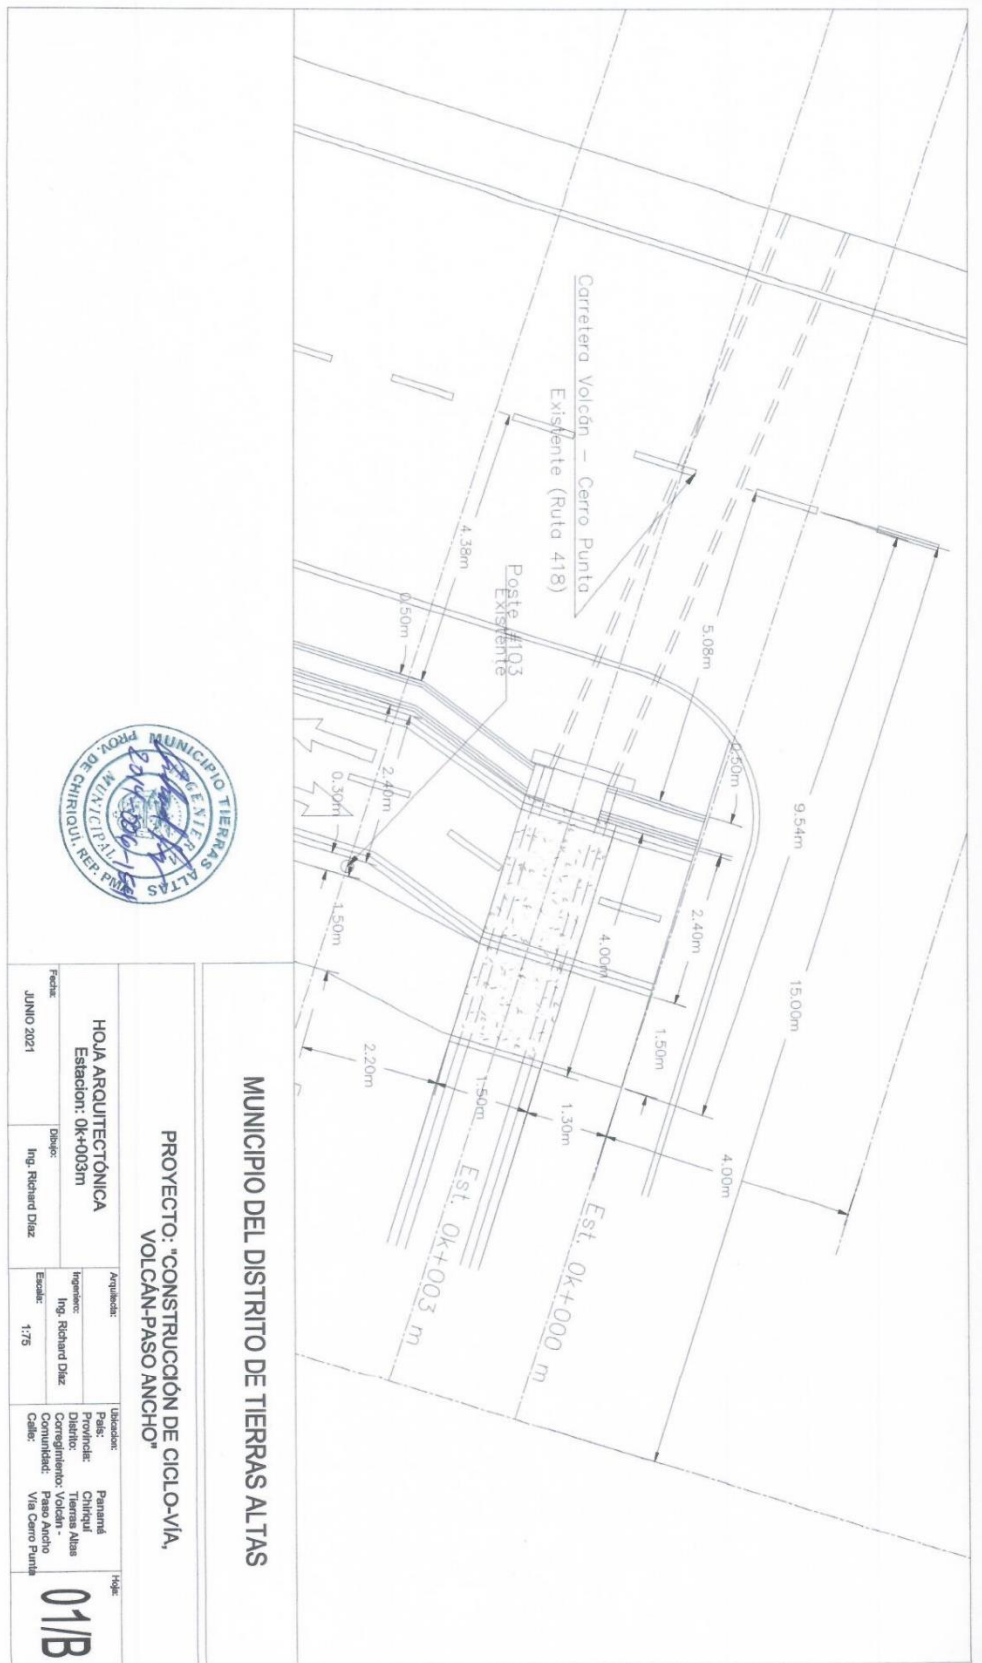 Carretera Volcán - Cerro Punta
Existente (Ruta 418)
Poste #103
Existente
4.38m
0.50m
5.08m
0.50m
9.54m
15.00m
2.40m
0.30m
1.50m
2.40m
4.00m
1.50m
2.20m
1.50m
1.30m
4.00m
Est. 0k+003 m
Est. 0k+000 m
MUNICIPIO TIERRAS ALTAS
MUNICIPAL
PROV. DE CHIRIQUI, REP. PMA
MUNICIPIO DEL DISTRITO DE TIERRAS ALTAS
PROYECTO: "CONSTRUCCIÓN DE CICLO-VÍA,
VOLCÁN-PASO ANCHO"
HOJA ARQUITECTÓNICA
Estacion: 0k+003m
Fecha:
JUNIO 2021
Dibujo:
Ing. Richard Díaz
Arquitecto:
Ingeniero:
Ing. Richard Díaz
Escala:
1:75
Ubicacion:
País: Panamá
Provincia: Chiriquí
Distrito: Tierras Altas
Corregimiento: Volcán -
Comunidad: Paso Ancho
Calle: Vía Cerro Punta
Hoja:
01/B